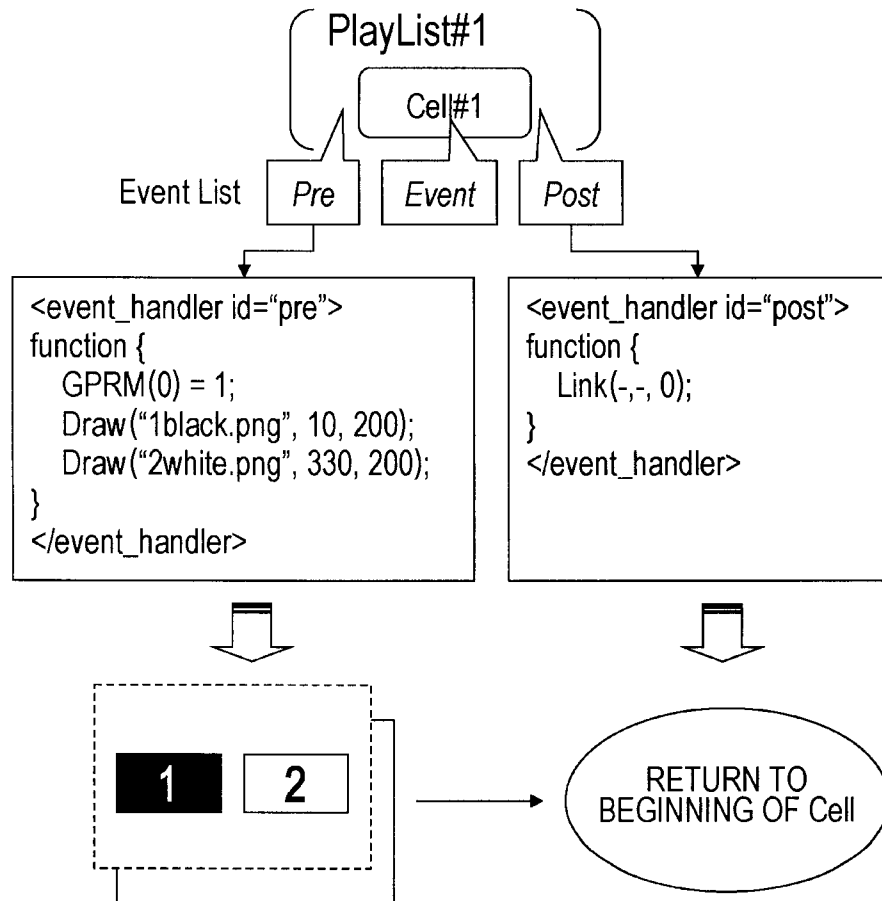 PlayList#1
Cell#1
Event List
Pre
Event
Post
<event_handler id=“pre”>
function {
GPRM(0) = 1;
Draw(“1black.png”, 10, 200);
Draw(“2white.png”, 330, 200);
}
</event_handler>
<event_handler id=“post”>
function {
Link(-,-, 0);
}
</event_handler>
1
2
RETURN TO
BEGINNING OF Cell